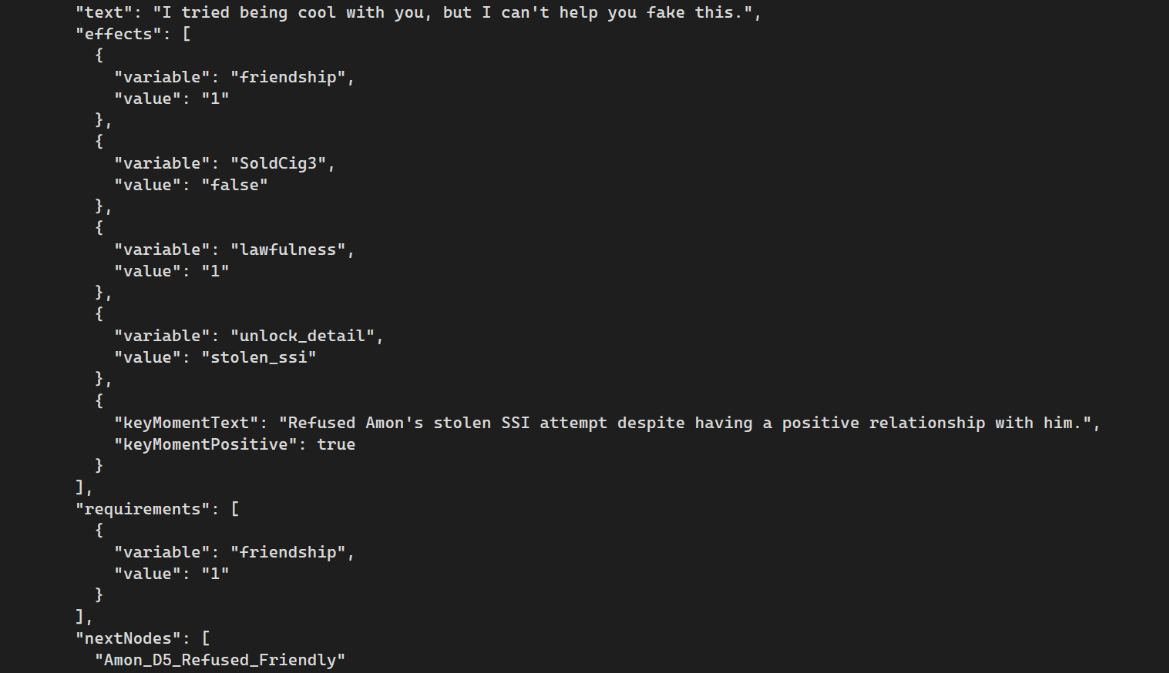 "text": "I tried being cool with you, but I can't help you fake this.",
"effects": [
{
"variable": "friendship",
"value": "1"
},
{
"variable": "SoldCig3",
"value": "false"
},
{
"variable": "lawfulness",
"value": "1"
},
{
"variable": "unlock_detail",
"value": "stolen_ssi"
},
{
"keyMomentText": "Refused Amon's stolen SSI attempt despite having a positive relationship with him.",
"keyMomentPositive": true
}
],
"requirements": [
{
"variable": "friendship",
"value": "1"
}
],
"nextNodes": [
"Amon_D5_Refused_Friendly"